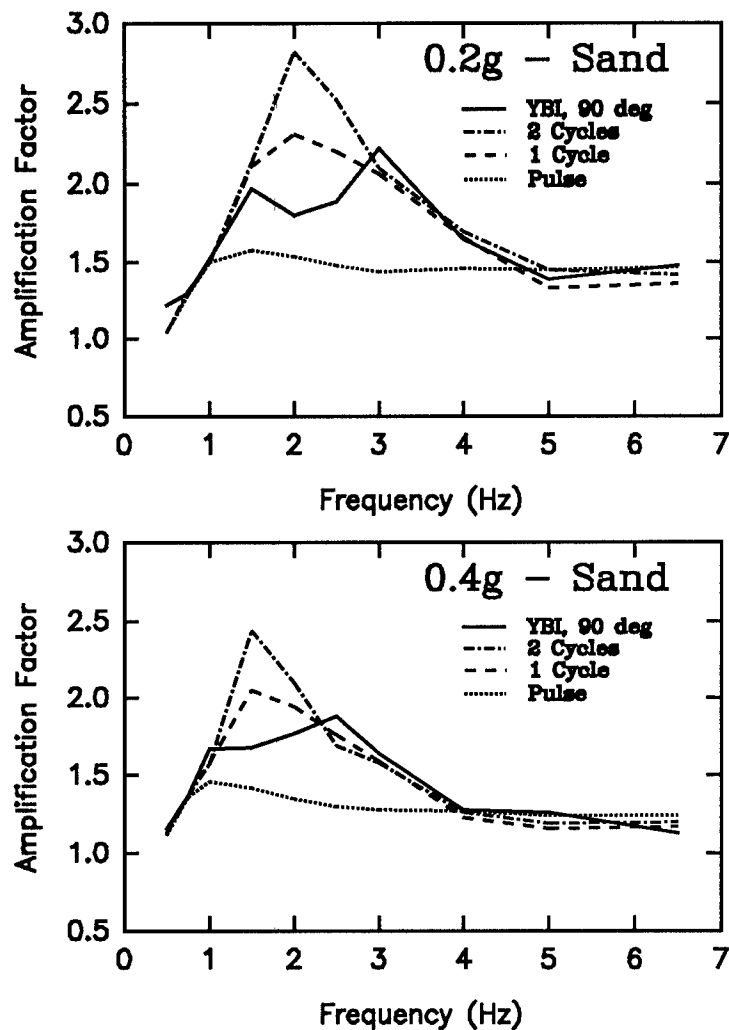 3.0
0.2g – Sand
2.5
YBI, 90 deg
2 Cycles
1 Cycle
Pulse
2.0
1.5
1.0
0.5
Amplification Factor
0 1 2 3 4 5 6 7
Frequency (Hz)
3.0
0.4g – Sand
2.5
YBI, 90 deg
2 Cycles
1 Cycle
Pulse
2.0
1.5
1.0
0.5
Amplification Factor
0 1 2 3 4 5 6 7
Frequency (Hz)